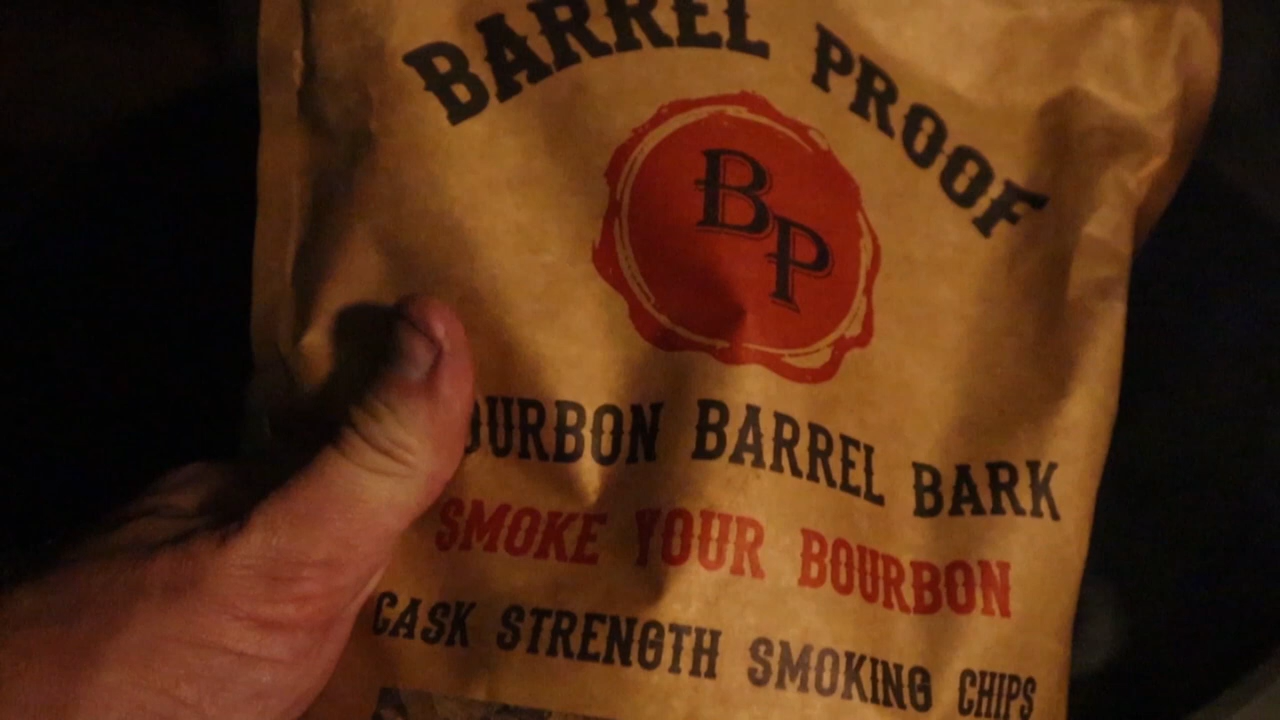 BARREL PROOF
BP
OURBON BARREL BARK
SMOKE YOUR BOURBON
CASK STRENGTH SMOKING CHIPS